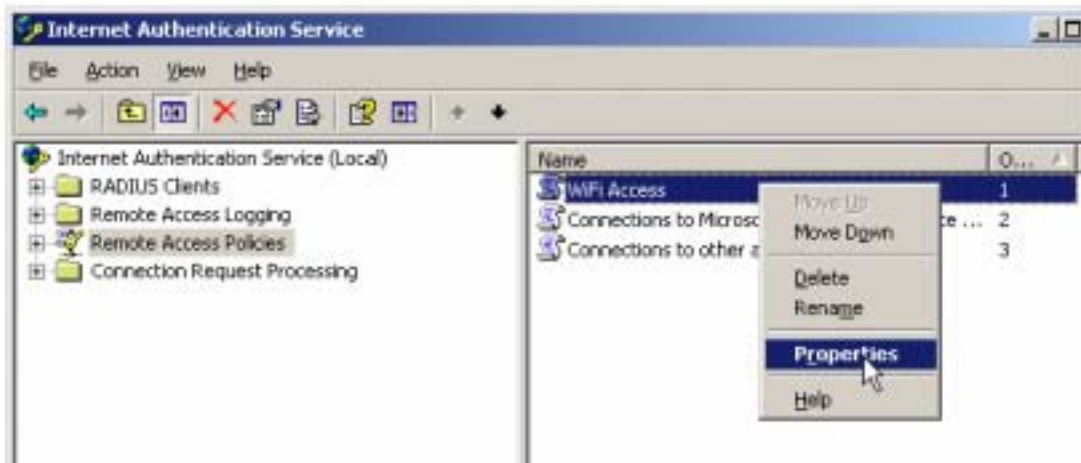 Internet Authentication Service
File Action View Help
Internet Authentication Service (Local)
RADIUS Clients
Remote Access Logging
Remote Access Policies
Connection Request Processing
Name O...
WiFi Access 1
Connections to Microsc ce ... 2
Connections to other a 3
Move Up
Move Down
Delete
Rename
Properties
Help